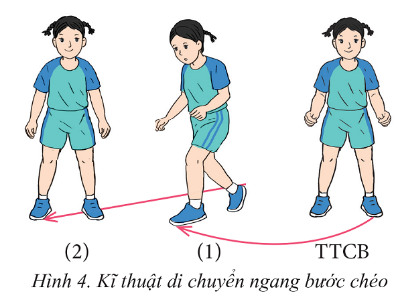 (2) (1) TTCB
Hình 4. Kĩ thuật di chuyển ngang bước chéo